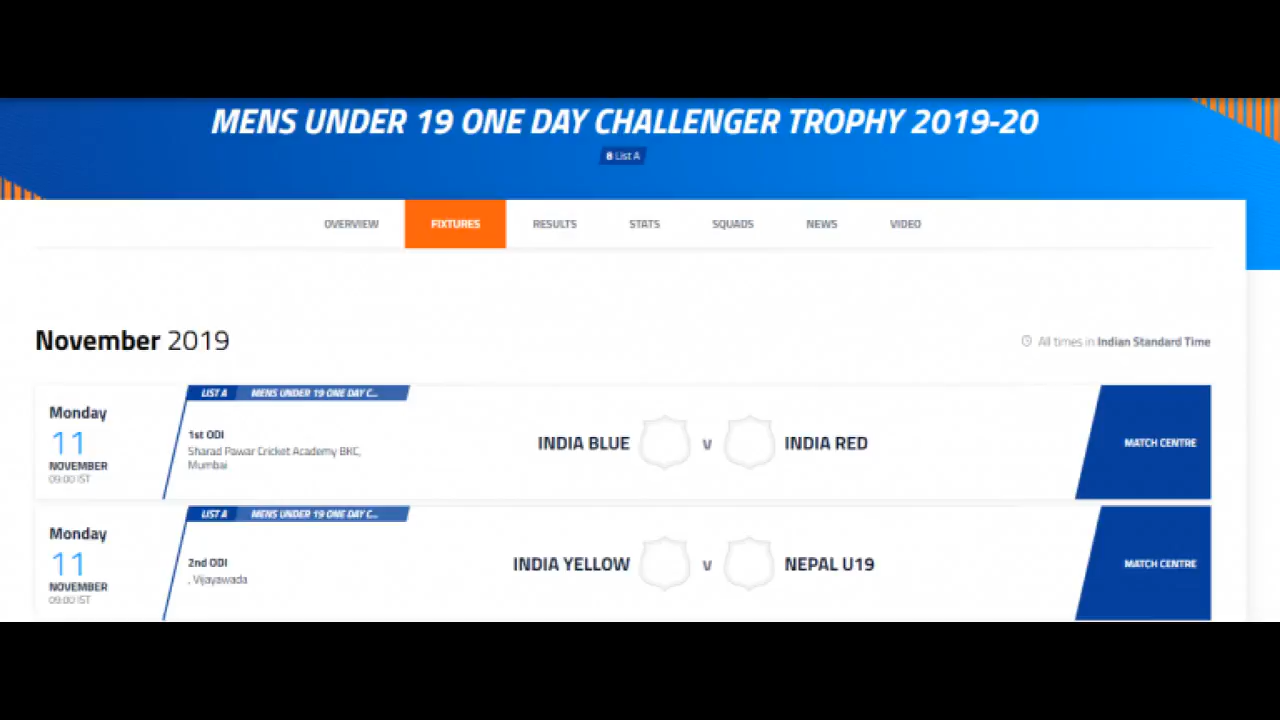 MENS UNDER 19 ONE DAY CHALLENGER TROPHY 2019-20
8 List A
OVERVIEW FIXTURES RESULTS STATS SQUADS NEWS VIDEO
November 2019
All times in Indian Standard Time
LIST A MENS UNDER 19 ONE DAY C...
Monday
11
NOVEMBER
09:00 IST
1st ODI
Sharad Pawar Cricket Academy BKC,
Mumbai
INDIA BLUE v INDIA RED
MATCH CENTRE
LIST A MENS UNDER 19 ONE DAY C...
Monday
11
NOVEMBER
09:00 IST
2nd ODI
, Vijayawada
INDIA YELLOW v NEPAL U19
MATCH CENTRE